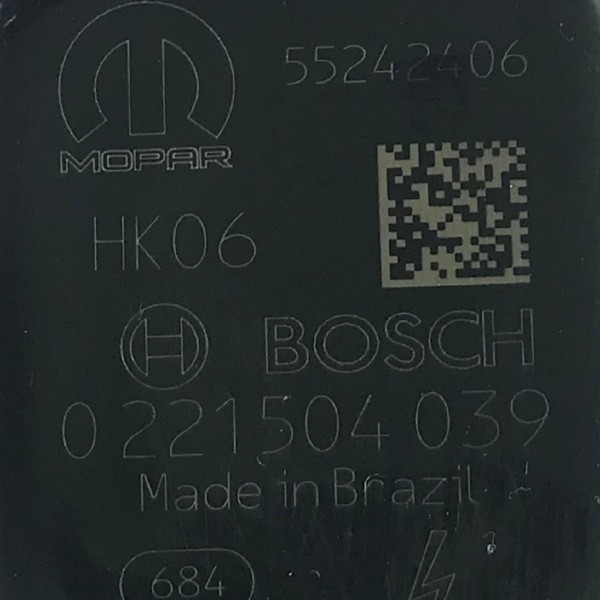 55242406
MOPAR
HK06
BOSCH
0 221 504 039
Made in Brazil
684